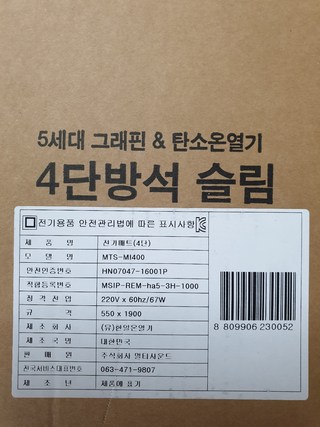 5세대 그래핀 & 탄소온열기
4단방석 슬림
전기용품 안전관리법에 따른 표시사항
제 품 명 전기매트(4단)
모 델 명 MTS-MI400
안전인증번호 HN07047-16001P
적합등록번호 MSIP-REM-ha5-3H-1000
정 격 전 압 220V x 60hz/67W
규 격 550 x 1900
제 조 회 사 (유)한일온열기
제 조 국 명 대한민국
판 매 원 주식회사 멀티사운드
전국서비스대표번호 063-471-9807
제 조 년 제품에 표기
8 809906 230052